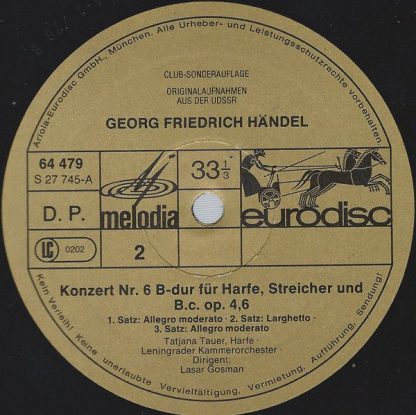 Ariola-Eurodisc GmbH., München. Alle Urheber- und Leistungsschutzrechte vorbehalten
CLUB-SONDERAUFLAGE
ORIGINALAUFNAHMEN
AUS DER UDSSR
GEORG FRIEDRICH HÄNDEL
64 479
S 27 745-A
33 1/3
D. P.
melodia
eurodisc
LC 0202
2
Konzert Nr. 6 B-dur für Harfe, Streicher und
B.c. op. 4,6
1. Satz: Allegro moderato · 2. Satz: Larghetto ·
3. Satz: Allegro moderato
Tatjana Tauer, Harfe ·
Leningrader Kammerorchester
Dirigent:
Lasar Gosman
Kein Verleih! Keine unerlaubte Vervielfältigung, Vermietung, Aufführung, Sendung!